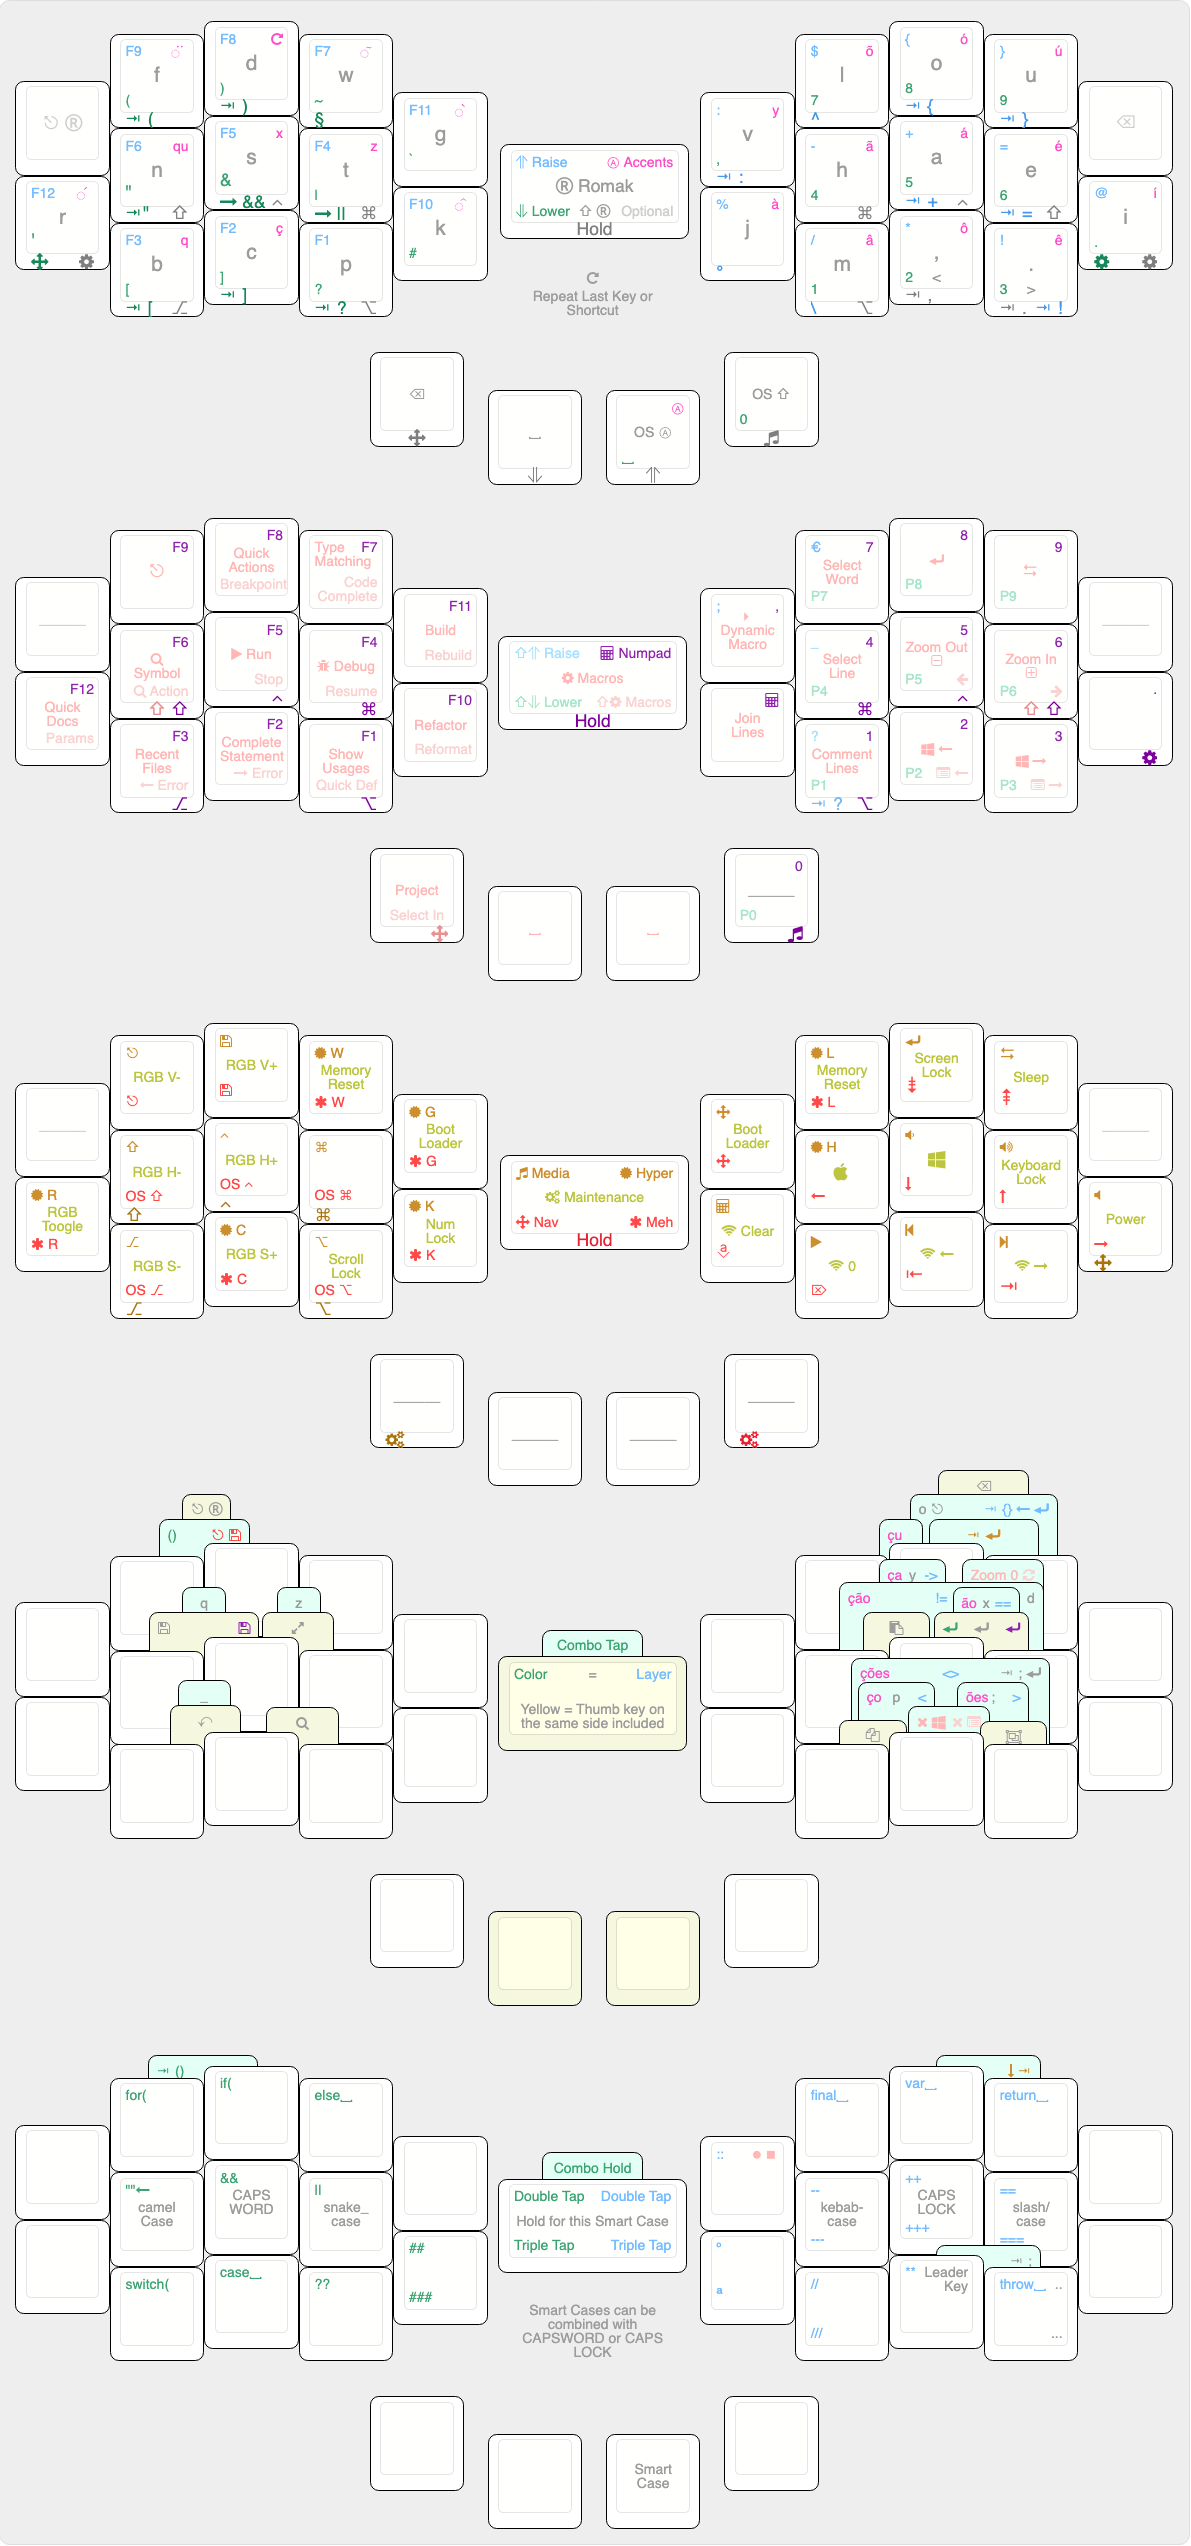 F9 ¨ f (
⇥ (
F8 d )
⇥ )
F7 ¯ w ~
§
F11 ` g `
® 
F6 qu n "
⇥ " ⇧
F5 x s &
→ && ^
F4 z t |
→ || ⌘
F10 ^ k #
F12 ´ r '
F3 q b [
⇥ [
F2 ç c ]
⇥ ]
F1 p ?
⇥ ? ⌥
$ õ l 7
^
{ ó o 8
⇥ {
} ú u 9
⇥ }
: y v ,
⇥ :
⌫
- ã h 4
⌘
+ á a 5
⇥ + ^
= é e 6
⇥ = ⇧
% à j
°
@ í i .
/ â m 1
\ ⌥
* ô , 2 <
⇥ ,
! ê . 3 >
⇥ . ⇥ !
⇑ Raise Ⓐ Accents
® Romak
⇓ Lower ⇧ ® Optional
Hold
Repeat Last Key or
Shortcut
⌫
⎵
⇓
Ⓐ
OS Ⓐ
⎵
⇑
OS ⇧
0
F9
F8
Quick
Actions
Breakpoint
Type F7
Matching
Code
Complete
F11
Build
Rebuild
F6
Symbol
Action
⇧ ⇧
F5
Run
Stop
F4
Debug
Resume
⌘
F10
Refactor
Reformat
F12
Quick
Docs
Params
F3
Recent
Files
← Error
F2
Complete
Statement
→ Error
F1
Show
Usages
Quick Def
⌥
⇧⇑ Raise Numpad
Macros
⇧⇓ Lower ⇧ Macros
Hold
€ 7
Select
Word
P7
8
P8
9
P9
; ,
Dynamic
Macro
_ 4
Select
Line
P4
⌘
5
Zoom Out
P5 ←
^
6
Zoom In
P6 →
⇧ ⇧
Join
Lines
.
? 1
Comment
Lines
P1
⇥ ? ⌥
2
←
P2 ←
3
→
P3 →
Project
Select In
⎵
⎵
0
P0
RGB V-
RGB V+
W
Memory
Reset
✱ W
G
Boot
Loader
✱ G
⇧
RGB H-
OS ⇧
⇧
^
RGB H+
OS ^
^
⌘
OS ⌘
⌘
K
Num
Lock
✱ K
R
RGB
Toogle
✱ R
RGB S-
OS
C
RGB S+
✱ C
⌥
Scroll
Lock
OS ⌥
⌥
Media Hyper
Maintenance
Nav ✱ Meh
Hold
L
Memory
Reset
✱ L
Screen
Lock
Sleep
Boot
Loader
H
←
↓
Keyboard
Lock
↑
Clear
a
Power
→
0
←
→
⇥
®
()
q z
_
Combo Tap
Color = Layer
Yellow = Thumb key on
the same side included
⌫
o ⇥ {} ← ↵
çu ⇥ ↵
ça y ->
Zoom 0
ção != ão x == d
↵ ↵ ↵
ções <> ⇥ ; ↵
ço p < ões ; >
⇥ ()
for(
if(
else⎵
""←
camel
Case
&&
CAPS
WORD
||
snake_
case
##
###
switch(
case⎵
??
Combo Hold
Double Tap Double Tap
Hold for this Smart Case
Triple Tap Triple Tap
Smart Cases can be
combined with
CAPSWORD or CAPS
LOCK
↓ ⇥
final⎵
var⎵
return⎵
::
--
kebab-
case
---
++
CAPS
LOCK
+++
==
slash/
case
===
⇥ ;
º
ª
//
///
** Leader
Key
throw⎵ ..
...
Smart
Case